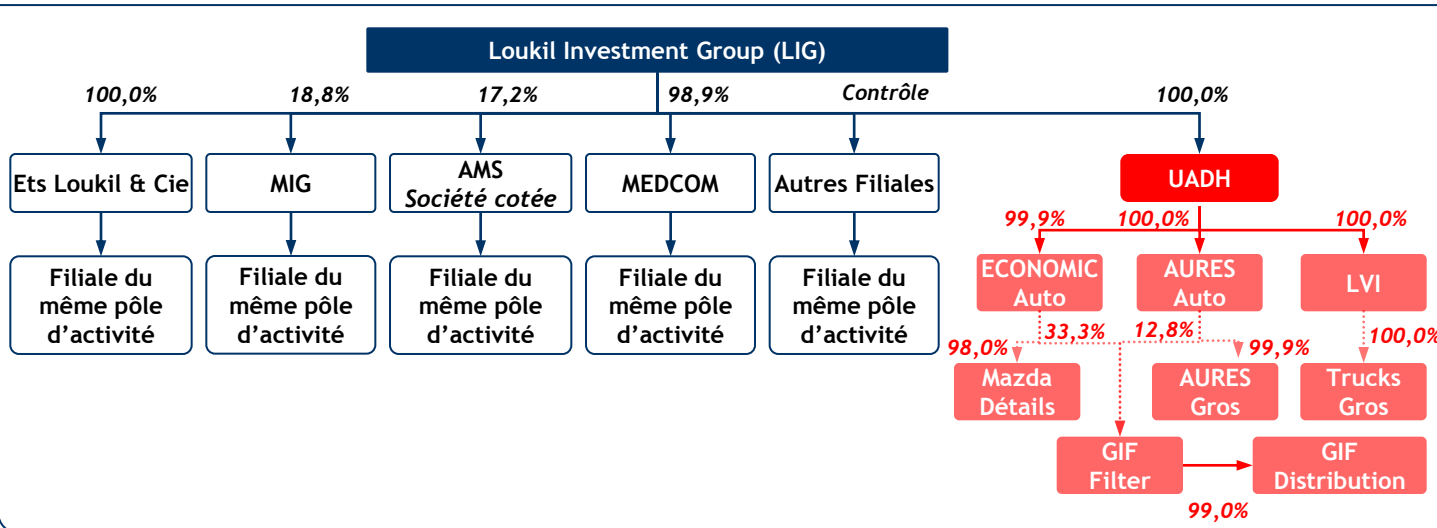 Loukil Investment Group (LIG)
100,0%
18,8%
17,2%
98,9%
Contrôle
100,0%
Ets Loukil & Cie
MIG
AMS
Société cotée
MEDCOM
Autres Filiales
UADH
99,9%
100,0%
100,0%
Filiale du
même pôle
d’activité
Filiale du
même pôle
d’activité
Filiale du
même pôle
d’activité
Filiale du
même pôle
d’activité
Filiale du
même pôle
d’activité
ECONOMIC
Auto
AURES
Auto
LVI
33,3%
12,8%
100,0%
98,0%
99,9%
Mazda
Détails
AURES
Gros
Trucks
Gros
GIF
Filter
GIF
Distribution
99,0%